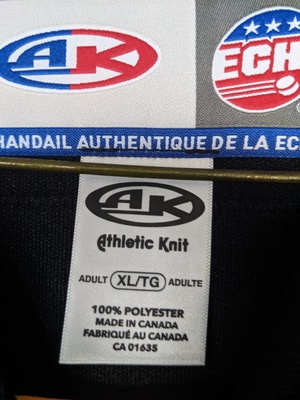 AK
ECH
HANDAIL AUTHENTIQUE DE LA EC
AK
Athletic Knit
ADULT XL/TG ADULTE
100% POLYESTER
MADE IN CANADA
FABRIQUÉ AU CANADA
CA 01635